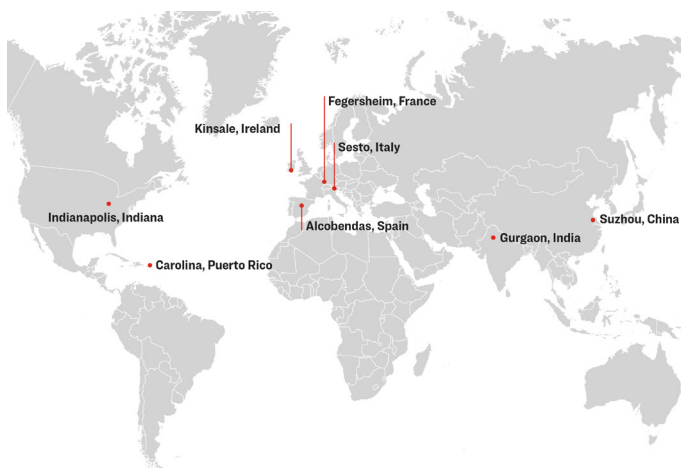 Fegersheim, France
Kinsale, Ireland
Sesto, Italy
Indianapolis, Indiana
Alcobendas, Spain
Suzhou, China
Gurgaon, India
Carolina, Puerto Rico